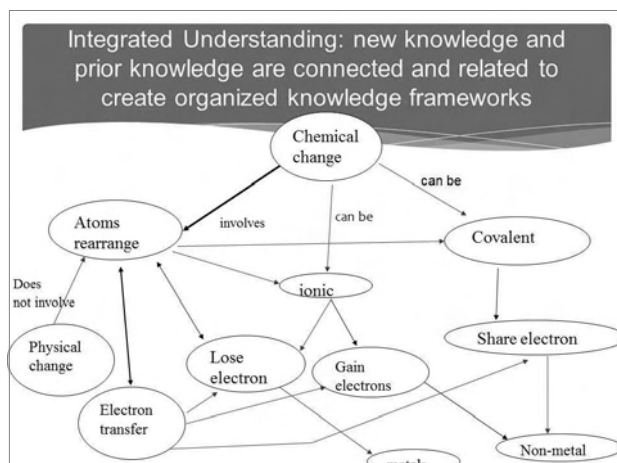 Integrated Understanding: new knowledge and
prior knowledge are connected and related to
create organized knowledge frameworks
Chemical
change
can be
Atoms
rearrange
involves
can be
Covalent
Does
not involve
ionic
Physical
change
Lose
electron
Gain
electrons
Share electron
Electron
transfer
metals
Non-metal